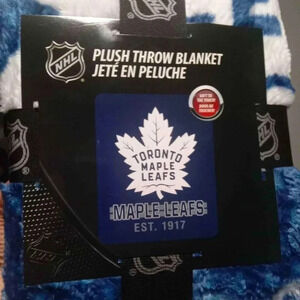 NHL
PLUSH THROW BLANKET
JETÉ EN PELUCHE
TORONTO
MAPLE
LEAFS
MAPLE LEAFS
EST. 1917